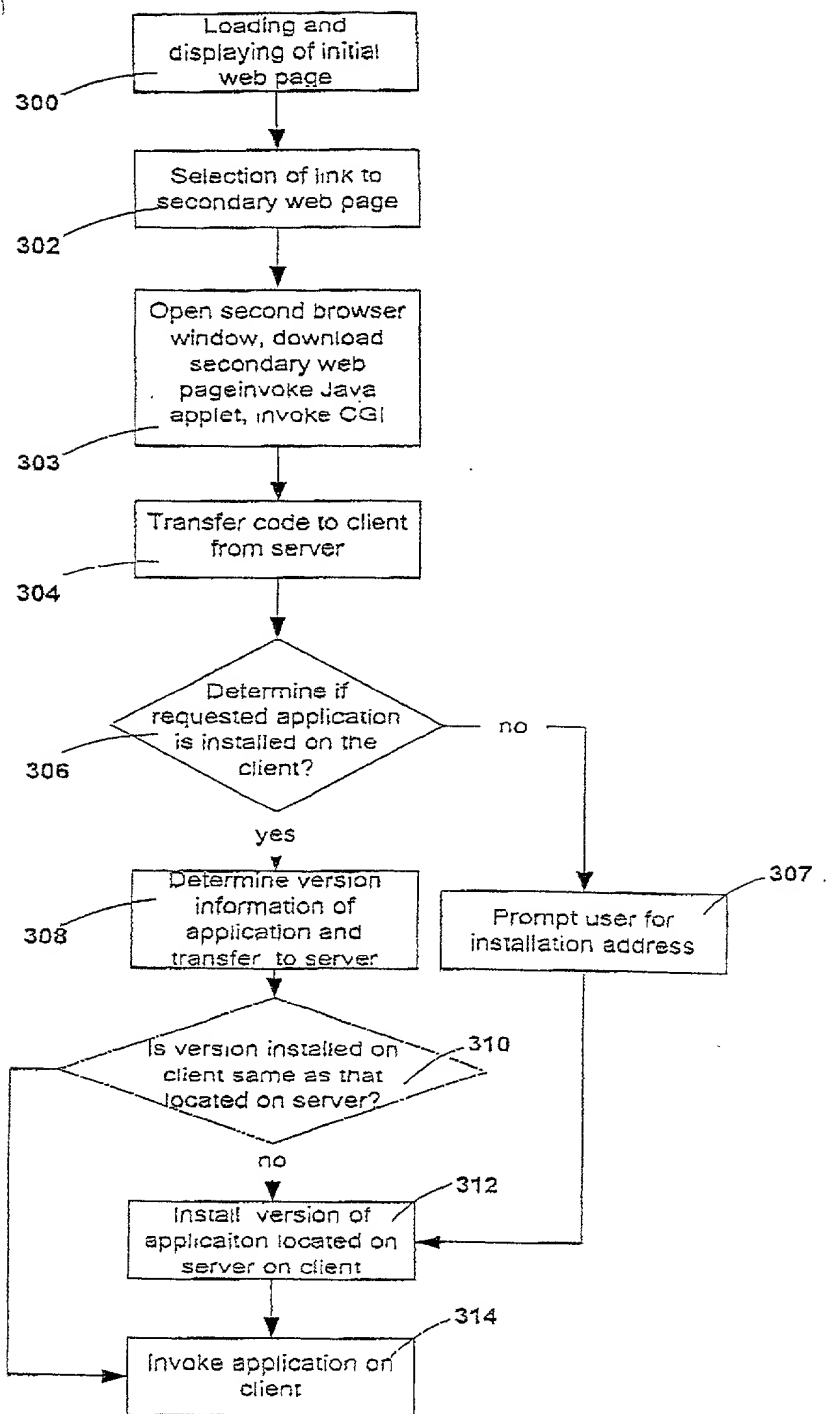 Loading and
displaying of initial
web page
300
Selection of link to
secondary web page
302
Open second browser
window, download
secondary web
pageinvoke Java
applet, invoke CGI
303
Transfer code to client
from server
304
Determine if
requested application
is installed on the
client?
306
no
yes
Determine version
information of
application and
transfer to server
308
307
Prompt user for
installation address
Is version installed on
client same as that
located on server?
310
no
312
Install version of
applicaiton located on
server on client
314
Invoke application on
client